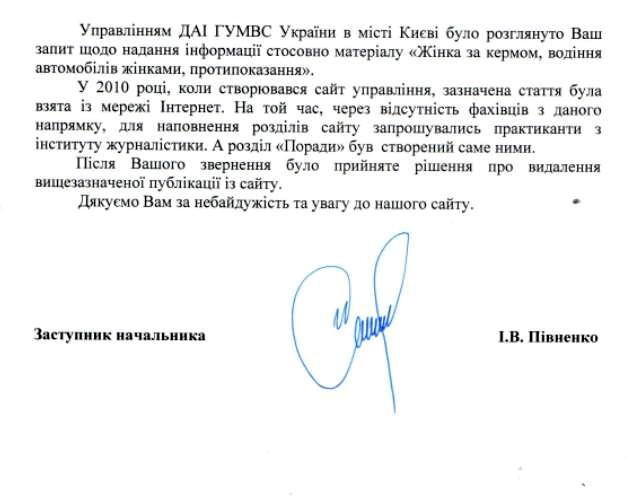 Управлінням ДАІ ГУМВС України в місті Києві було розглянуто Ваш
запит щодо надання інформації стосовно матеріалу «Жінка за кермом, водіння
автомобілів жінками, протипоказання».
У 2010 році, коли створювався сайт управління, зазначена стаття була
взята із мережі Інтернет. На той час, через відсутність фахівців з даного
напрямку, для наповнення розділів сайту запрошувались практиканти з
інституту журналістики. А розділ «Поради» був створений саме ними.
Після Вашого звернення було прийняте рішення про видалення
вищезазначеної публікації із сайту.
Дякуємо Вам за небайдужість та увагу до нашого сайту.
Заступник начальника
І.В. Півненко